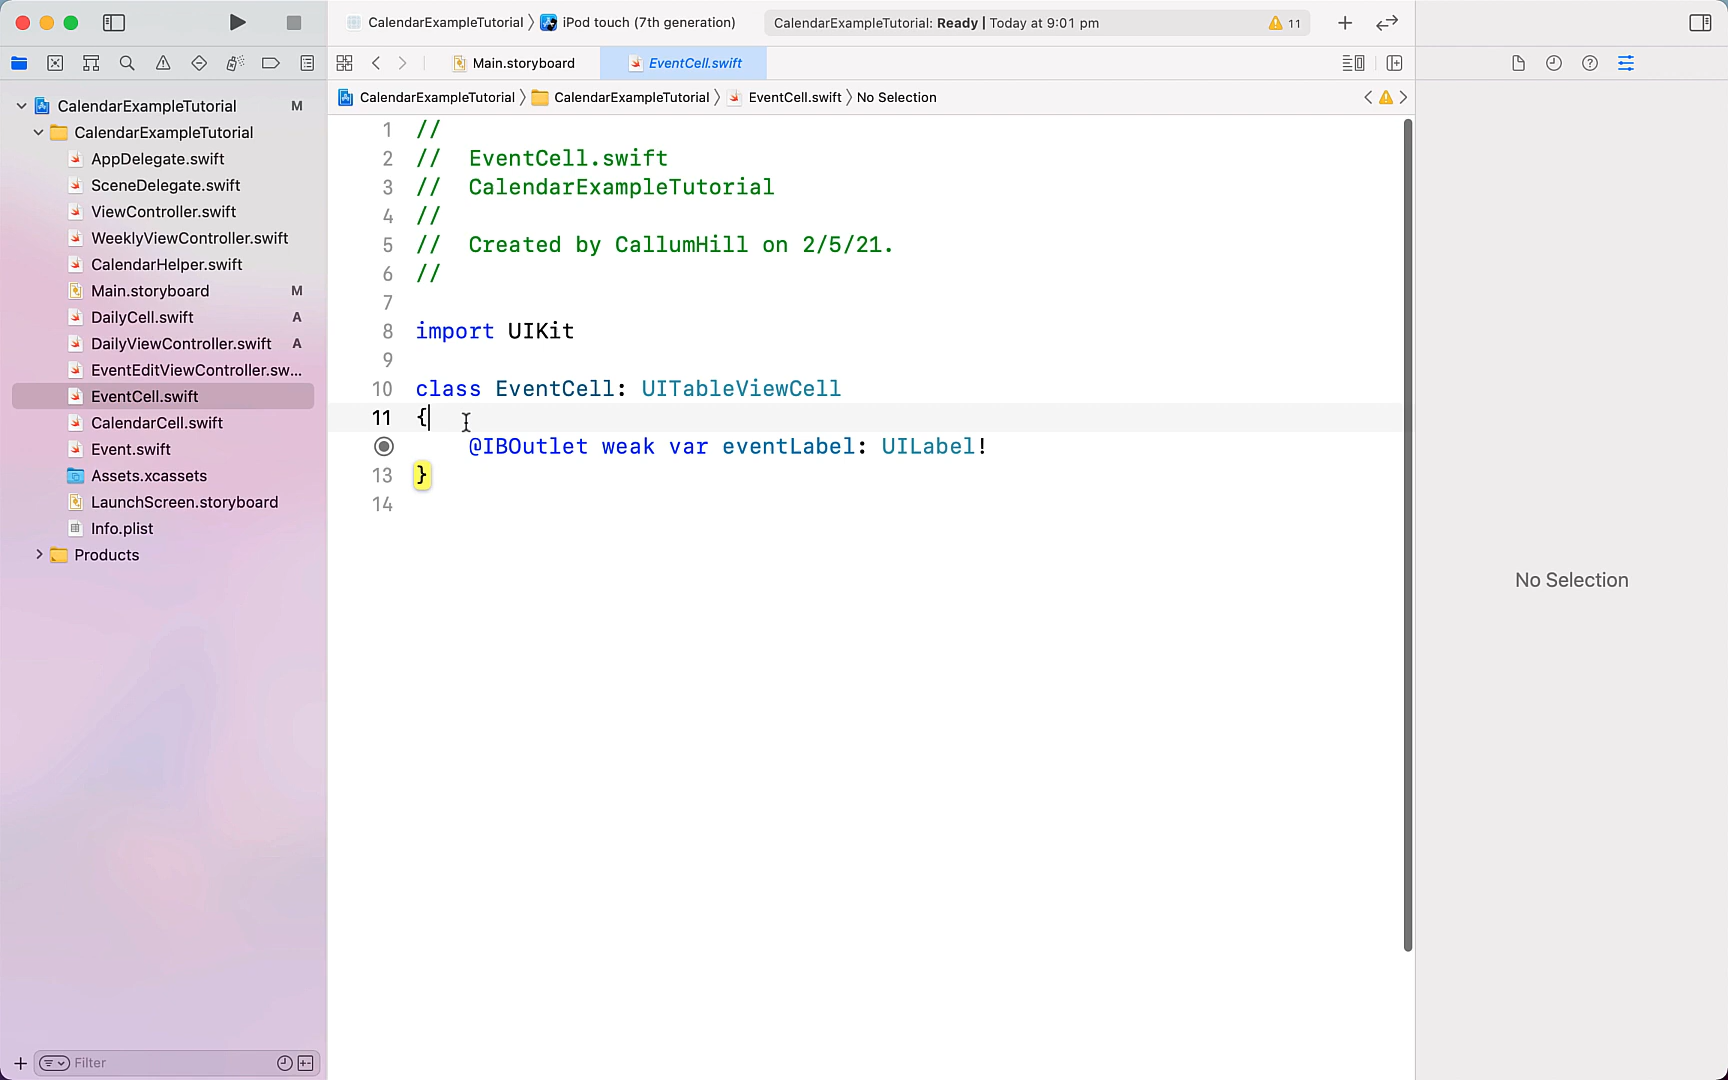 CalendarExampleTutorial 〉 iPod touch (7th generation)
CalendarExampleTutorial: Ready | Today at 9:01 pm
11
Main.storyboard
EventCell.swift
CalendarExampleTutorial 〉 CalendarExampleTutorial 〉 EventCell.swift 〉 No Selection
CalendarExampleTutorial M
CalendarExampleTutorial
AppDelegate.swift
SceneDelegate.swift
ViewController.swift
WeeklyViewController.swift
CalendarHelper.swift
Main.storyboard M
DailyCell.swift A
DailyViewController.swift A
EventEditViewController.sw...
EventCell.swift
CalendarCell.swift
Event.swift
Assets.xcassets
LaunchScreen.storyboard
Info.plist
Products
Filter
1 //
2 //  EventCell.swift
3 //  CalendarExampleTutorial
4 //
5 //  Created by CallumHill on 2/5/21.
6 //
7
8 import UIKit
9
10 class EventCell: UITableViewCell
11 {
@IBOutlet weak var eventLabel: UILabel!
13 }
14
No Selection